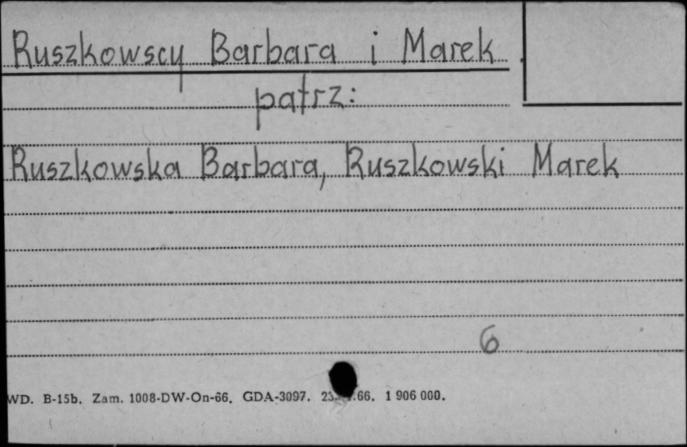 Ruszkowscy Barbara i Marek
patrz:
Ruszkowska Barbara, Ruszkowski Marek
6
WD. B-15b. Zam. 1008-DW-On-66. GDA-3097. 66. 1 906 000.